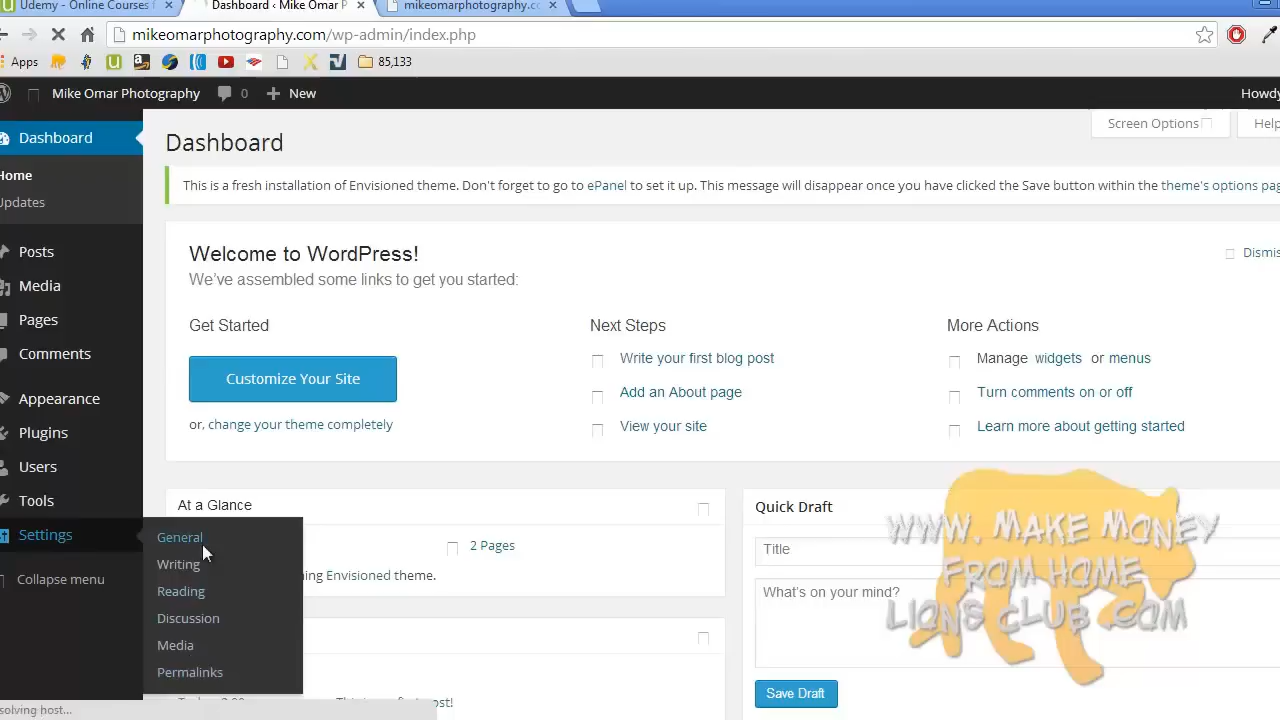 Udemy - Online Courses
Dashboard ‹ Mike Omar P
mikeomarphotography.co
mikeomarphotography.com/wp-admin/index.php
Apps
85,133
Mike Omar Photography
0
New
Howdy
Dashboard
Home
Updates
Posts
Media
Pages
Comments
Appearance
Plugins
Users
Tools
Settings
Collapse menu
General
Writing
Reading
Discussion
Media
Permalinks
Dashboard
Screen Options
Help
This is a fresh installation of Envisioned theme. Don't forget to go to ePanel to set it up. This message will disappear once you have clicked the Save button within the theme's options pag
Welcome to WordPress!
We've assembled some links to get you started:
Dismis
Get Started
Customize Your Site
or, change your theme completely
Next Steps
Write your first blog post
Add an About page
View your site
More Actions
Manage widgets or menus
Turn comments on or off
Learn more about getting started
At a Glance
2 Pages
Envisioned theme.
Quick Draft
Title
What's on your mind?
Save Draft
www. Make Money
From Home
Lions Club .com
solving host...